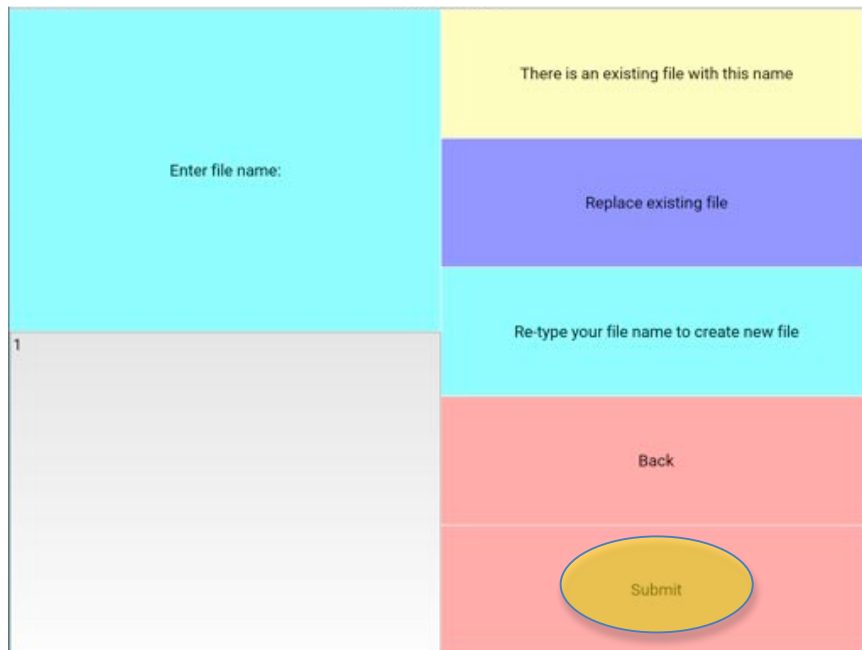 Enter file name:
1
There is an existing file with this name
Replace existing file
Re-type your file name to create new file
Back
Submit